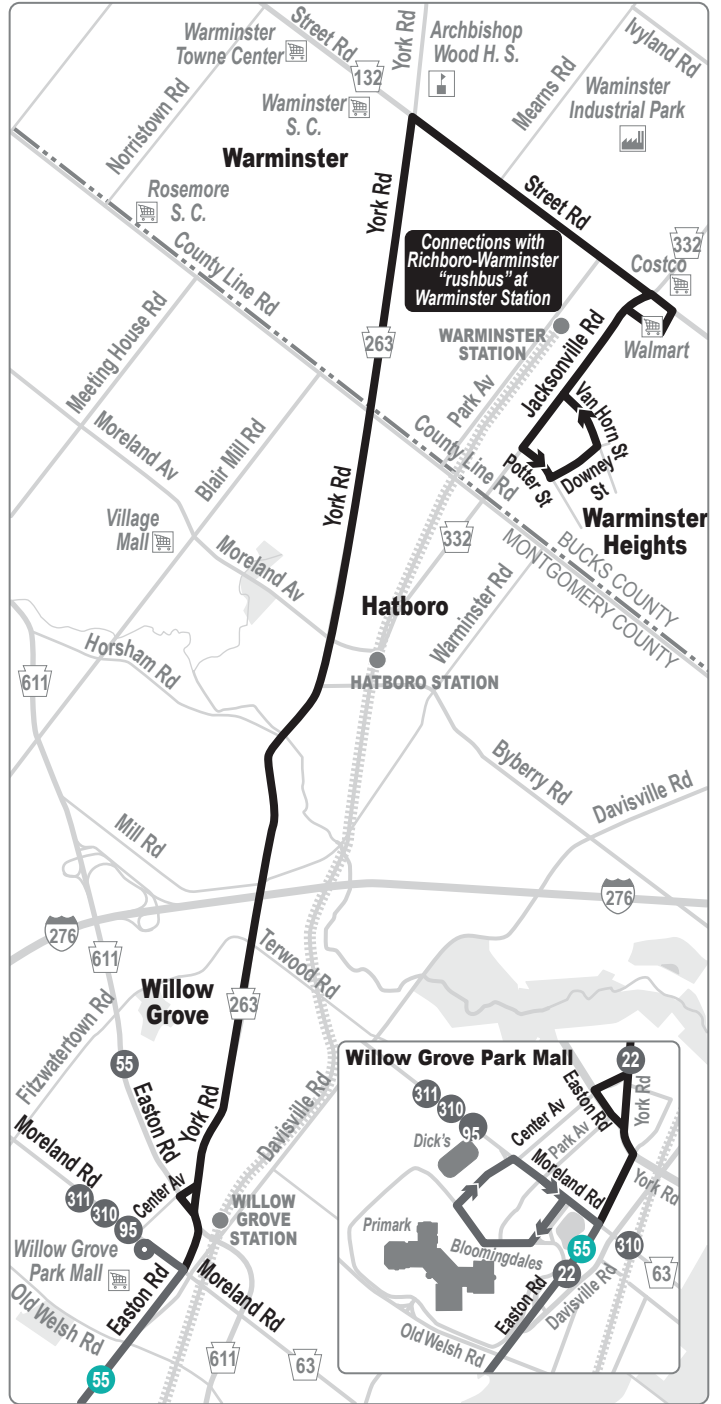 Warminster
Towne Center
Street Rd
132
York Rd
Archbishop
Wood H. S.
Ivyland Rd
Mearns Rd
Waminster
Industrial Park
Norristown Rd
Waminster
S. C.
Warminster
Rosemore
S. C.
York Rd
Street Rd
County Line Rd
Connections with
Richboro-Warminster
“rushbus” at
Warminster Station
332
Costco
Meeting House Rd
263
WARMINSTER
STATION
Jacksonville Rd
Walmart
Park Av
Moreland Av
Blair Mill Rd
County Line Rd
Van Horn St
Potter St
Downey
St
York Rd
Village
Mall
Moreland Av
332
Warminster
Heights
BUCKS COUNTY
MONTGOMERY COUNTY
Hatboro
Warminster Rd
Horsham Rd
611
HATBORO STATION
Byberry Rd
Davisville Rd
Mill Rd
276
276
611
Terwood Rd
Willow
Grove
263
Fitzwatertown Rd
55
Easton Rd
York Rd
Davisville Rd
Moreland Rd
Center Av
311
310
95
WILLOW
GROVE
STATION
Willow Grove
Park Mall
Easton Rd
Moreland Rd
Old Welsh Rd
611
63
55
Willow Grove Park Mall
22
Easton Rd
York Rd
311
310
95
Center Av
Park Av
Dick's
Moreland Rd
York Rd
Primark
Bloomingdales
55
310
22
63
Easton Rd
Davisville Rd
Old Welsh Rd